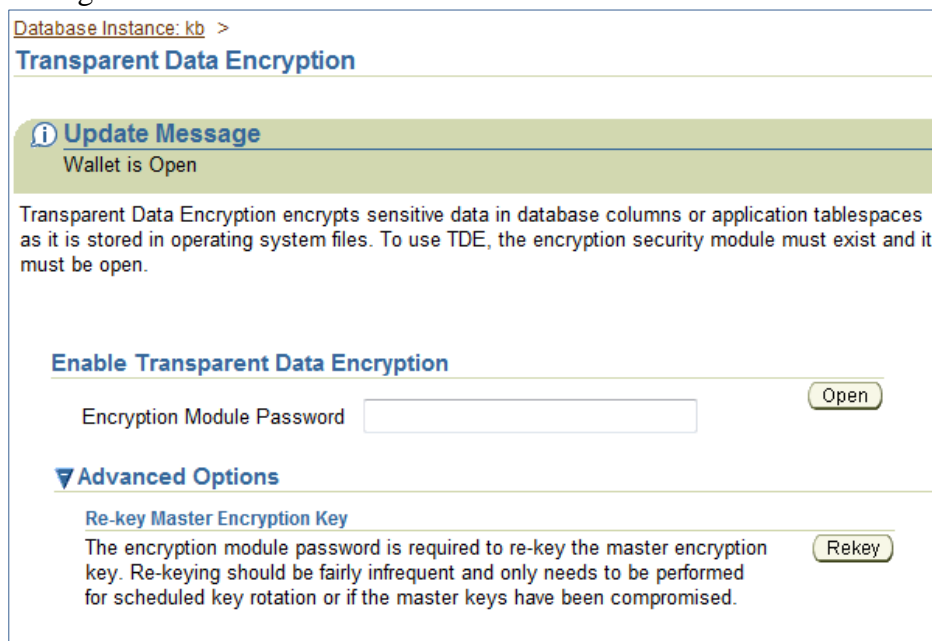 Database Instance: kb >
Transparent Data Encryption
Update Message
Wallet is Open
Transparent Data Encryption encrypts sensitive data in database columns or application tablespaces
as it is stored in operating system files. To use TDE, the encryption security module must exist and it
must be open.
Enable Transparent Data Encryption
Open
Encryption Module Password
Advanced Options
Re-key Master Encryption Key
The encryption module password is required to re-key the master encryption
Rekey
key. Re-keying should be fairly infrequent and only needs to be performed
for scheduled key rotation or if the master keys have been compromised.